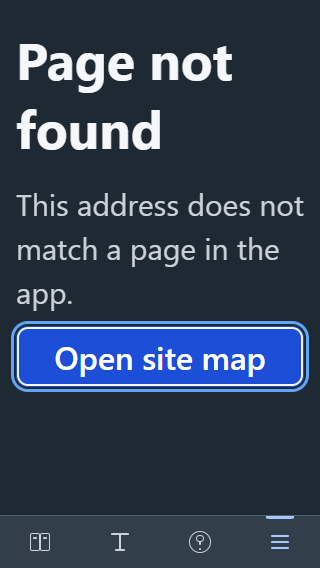 Page not
found
This address does not
match a page in the
app.
Open site map